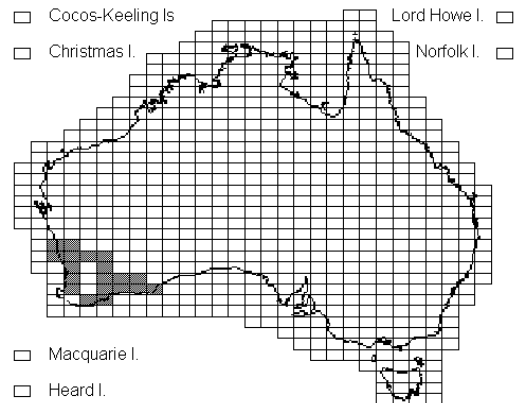 Cocos-Keeling Is
Lord Howe I.
Christmas I.
Norfolk I.
Macquarie I.
Heard I.